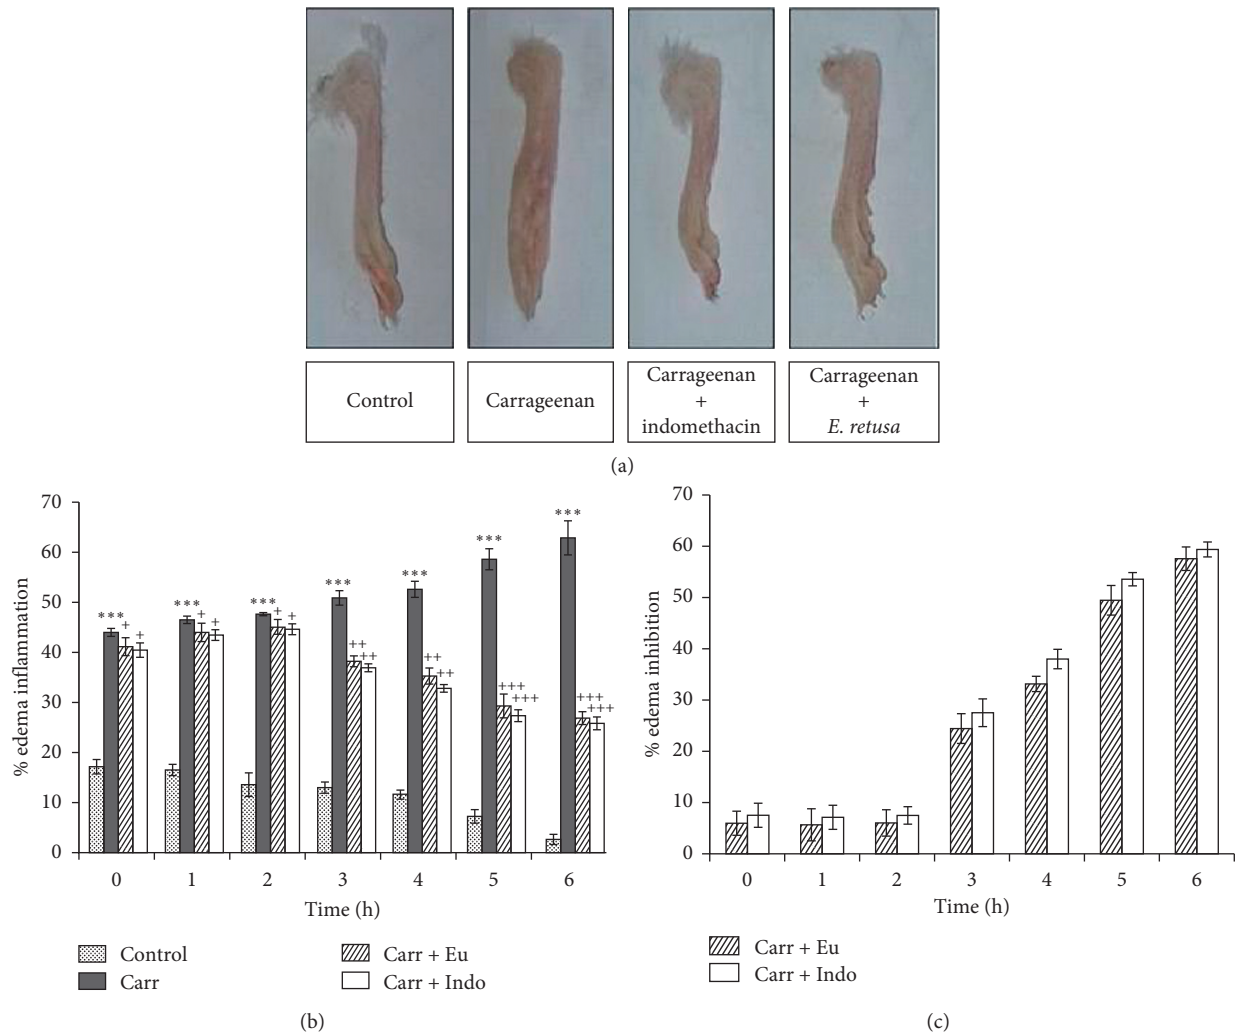 Control
Carrageenan
Carrageenan
+
indomethacin
Carrageenan
+
E. retusa
(a)
% edema inflammation
70
60
50
40
30
20
10
0
***
+
+
***
+
+
***
+
+
***
++
++
***
++
++
***
+++
+++
***
+++
+++
0 1 2 3 4 5 6
Time (h)
Control
Carr
Carr + Eu
Carr + Indo
(b)
% edema inhibition
70
60
50
40
30
20
10
0
0 1 2 3 4 5 6
Time (h)
Carr + Eu
Carr + Indo
(c)